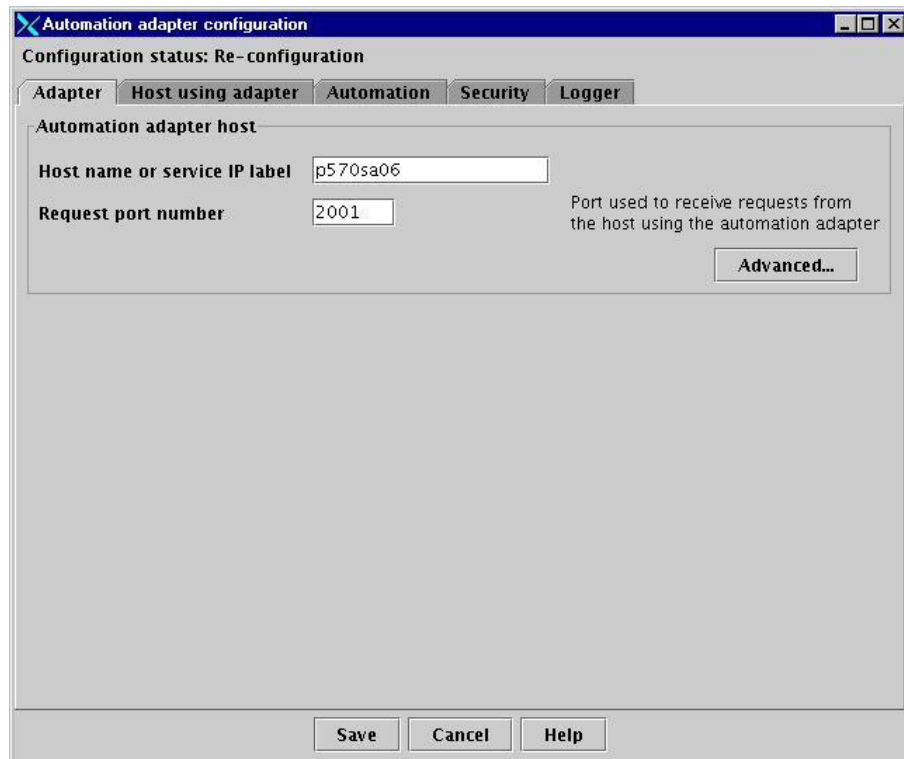 Automation adapter configuration
Configuration status: Re-configuration
Adapter Host using adapter Automation Security Logger
Automation adapter host
Host name or service IP label p570sa06
Request port number 2001 Port used to receive requests from
the host using the automation adapter
Advanced...
Save Cancel Help